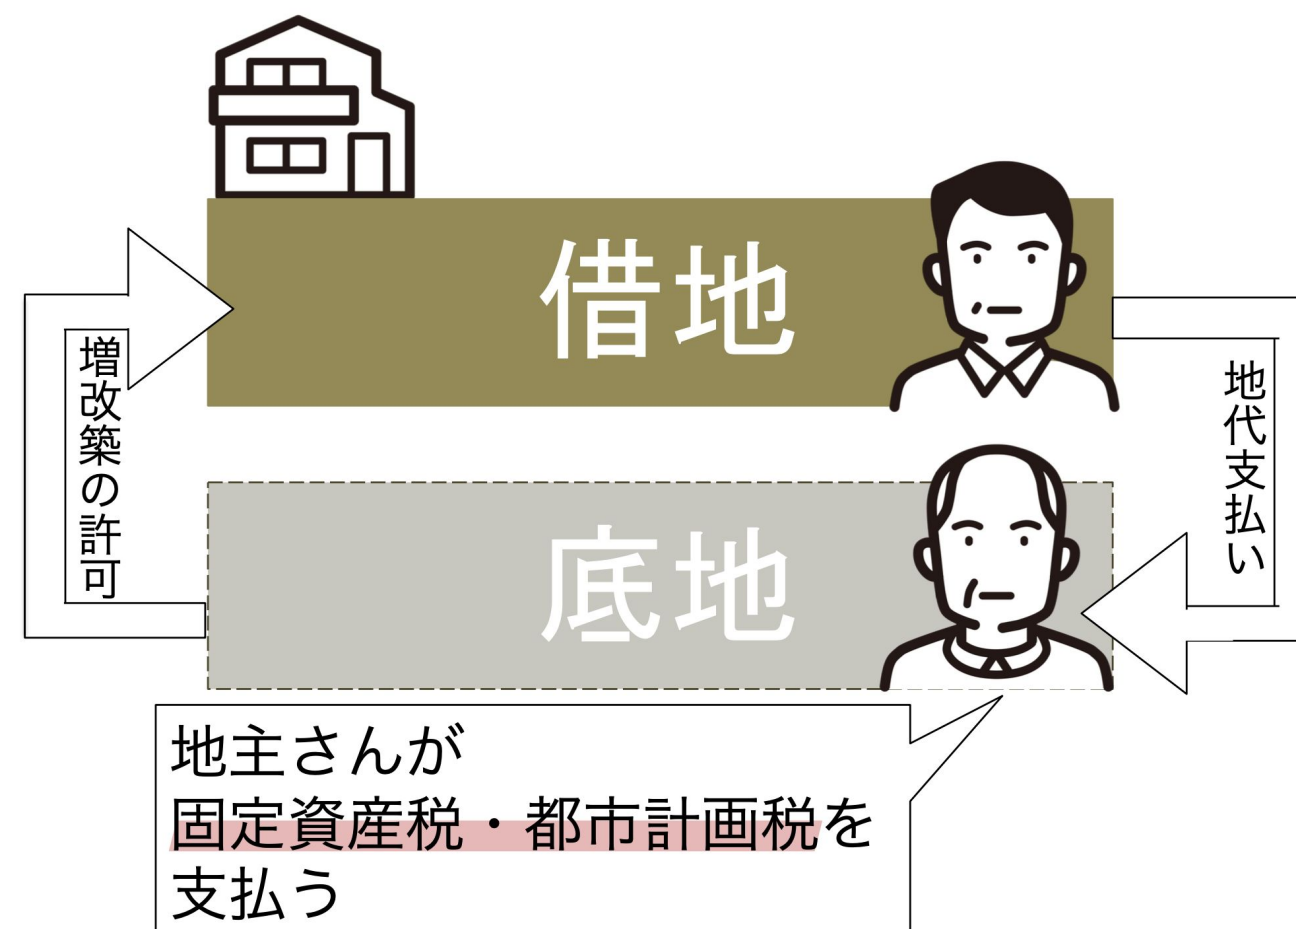 借地
増改築の許可
地代支払い
底地
地主さんが
固定資産税・都市計画税を
支払う